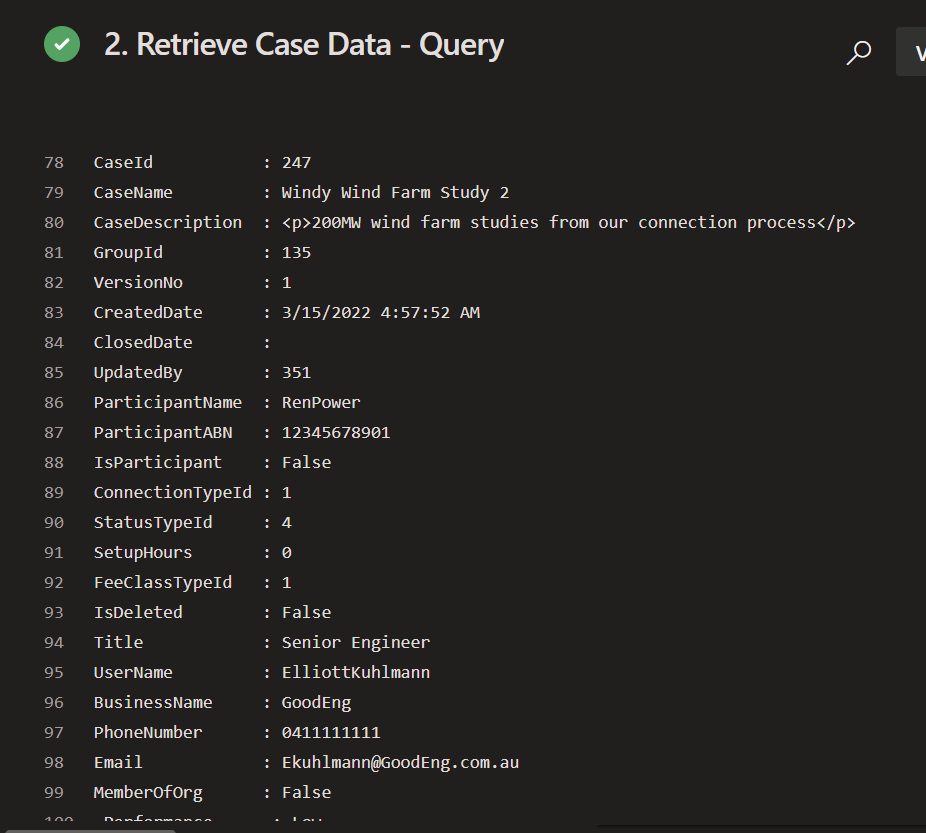 2. Retrieve Case Data - Query
V
78 CaseId : 247
79 CaseName : Windy Wind Farm Study 2
80 CaseDescription : <p>200MW wind farm studies from our connection process</p>
81 GroupId : 135
82 VersionNo : 1
83 CreatedDate : 3/15/2022 4:57:52 AM
84 ClosedDate :
85 UpdatedBy : 351
86 ParticipantName : RenPower
87 ParticipantABN : 12345678901
88 IsParticipant : False
89 ConnectionTypeId : 1
90 StatusTypeId : 4
91 SetupHours : 0
92 FeeClassTypeId : 1
93 IsDeleted : False
94 Title : Senior Engineer
95 UserName : ElliottKuhlmann
96 BusinessName : GoodEng
97 PhoneNumber : 0411111111
98 Email : Ekuhlmann@GoodEng.com.au
99 MemberOfOrg : False
100 Performance : Low